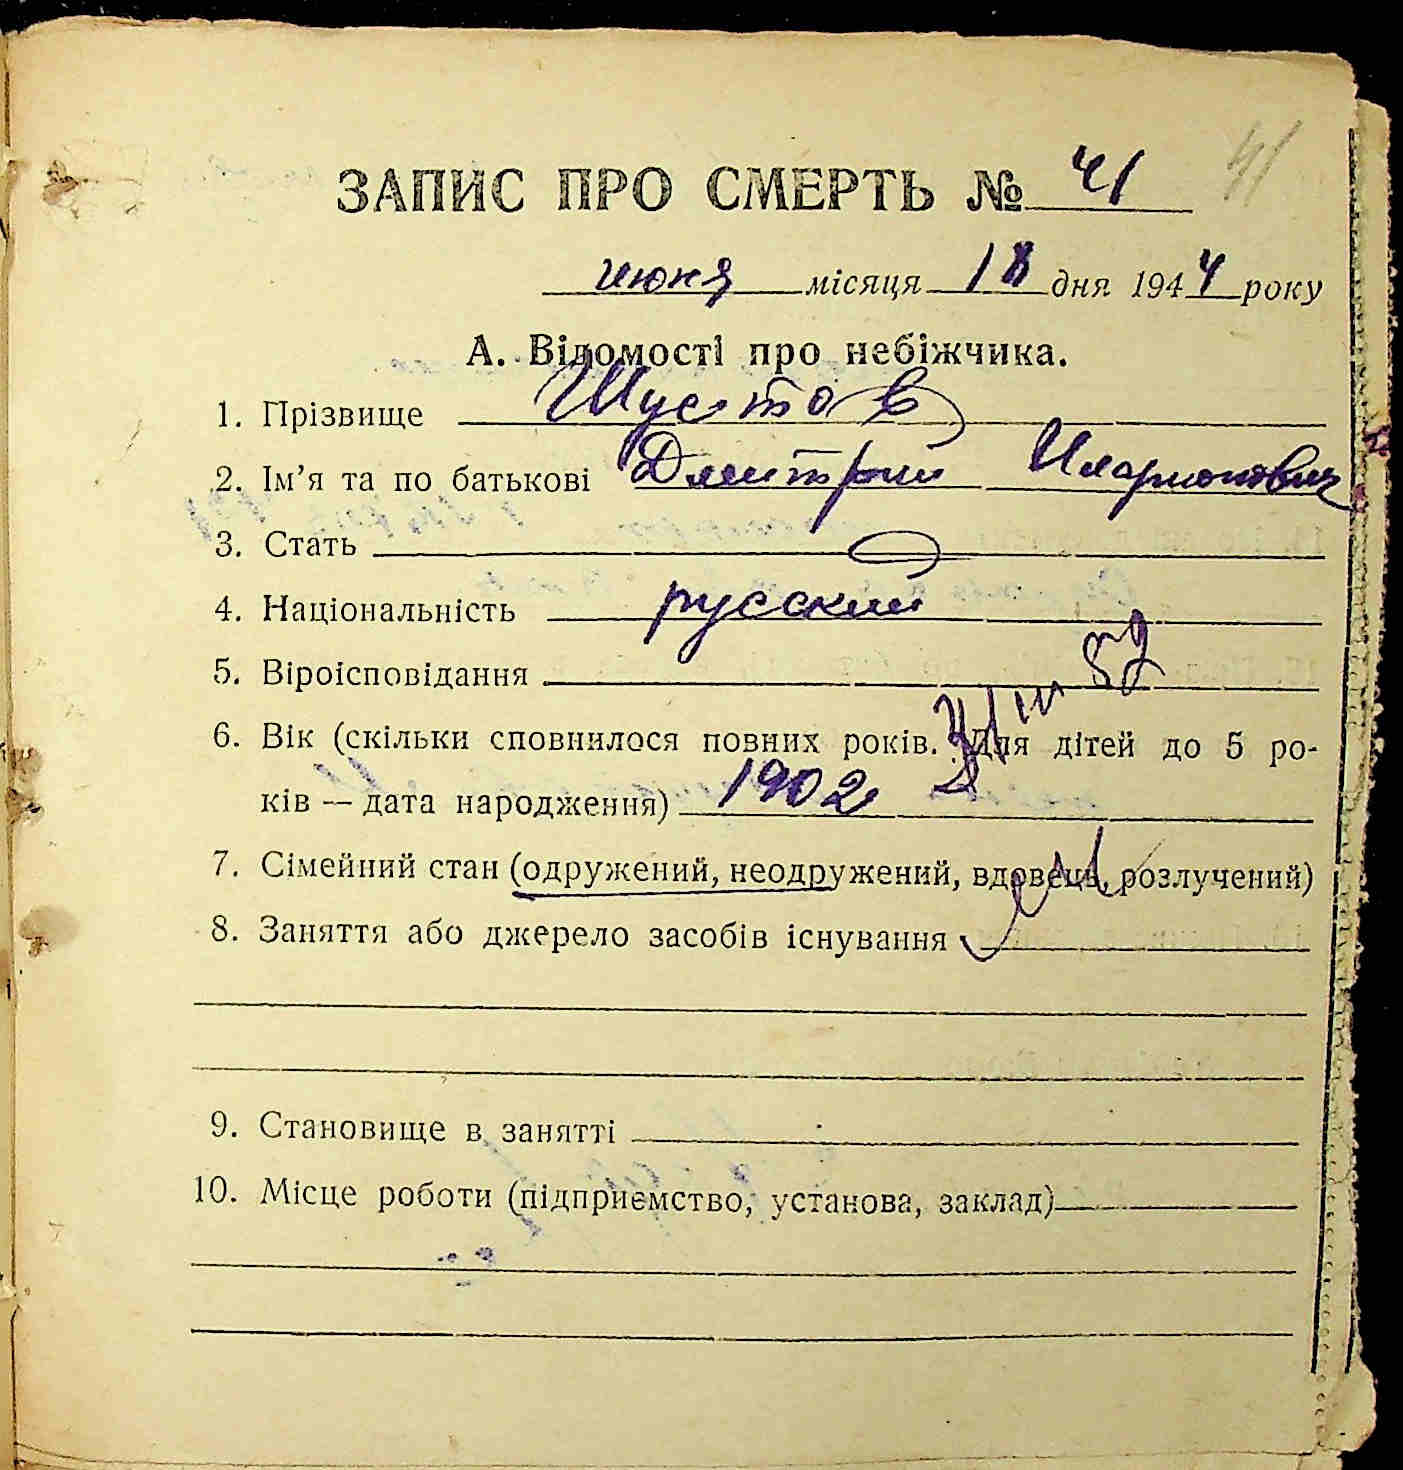 ЗАПИС ПРО СМЕРТЬ № 41 41
июня місяця 18 дня 1944 року
А. Відомості про небіжчика.
1. Прізвище Шустов
2. Ім’я та по батькові Дмитрий Иларионович
3. Стать
4. Національність русский
5. Віроісповідання
6. Вік (скільки сповнилося повних років. Для дітей до 5 ро-
ків — дата народження) 1902
7. Сімейний стан (одружений, неодружений, вдовець, розлучений)
8. Заняття або джерело засобів існування
9. Становище в занятті
10. Місце роботи (підприємство, установа, заклад)